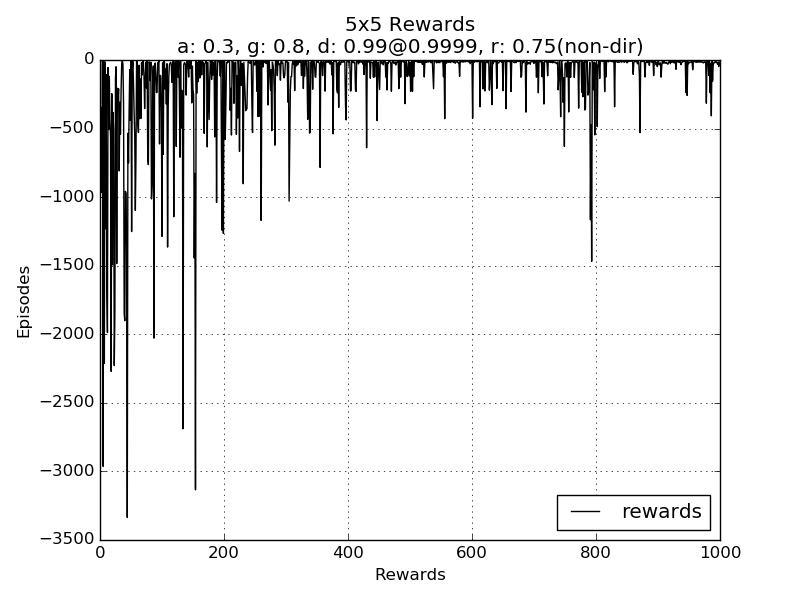 5x5 Rewards
a: 0.3, g: 0.8, d: 0.99@0.9999, r: 0.75(non-dir)
0
−500
−1000
−1500
−2000
−2500
−3000
−3500
Episodes
rewards
0 200 400 600 800 1000
Rewards